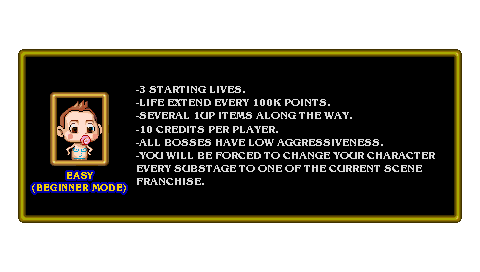 -3 STARTING LIVES.
-LIFE EXTEND EVERY 100K POINTS.
-SEVERAL 1UP ITEMS ALONG THE WAY.
-10 CREDITS PER PLAYER.
-ALL BOSSES HAVE LOW AGGRESSIVENESS.
-YOU WILL BE FORCED TO CHANGE YOUR CHARACTER
EVERY SUBSTAGE TO ONE OF THE CURRENT SCENE
FRANCHISE.
EASY
(BEGINNER MODE)